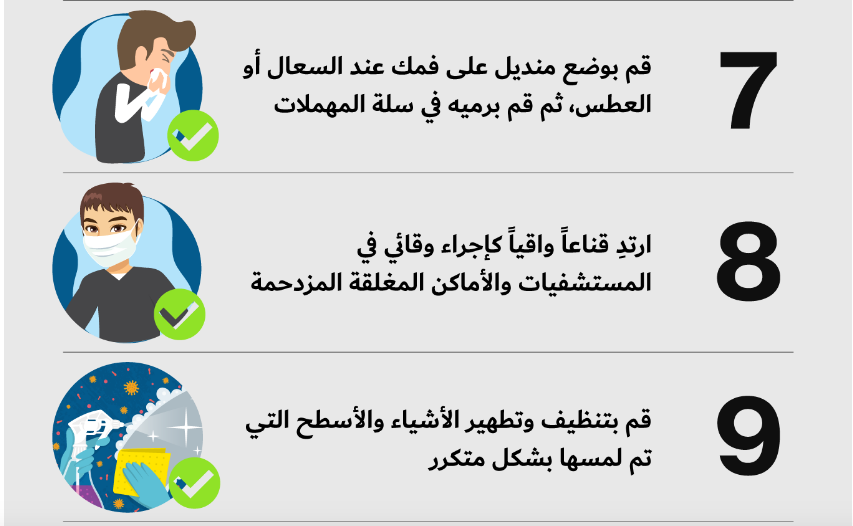 7
قم بوضع منديل على فمك عند السعال أو
العطس، ثم قم برميه في سلة المهملات
8
ارتدِ قناعاً واقياً كإجراء وقائي في
المستشفيات والأماكن المغلقة المزدحمة
9
قم بتنظيف وتطهير الأشياء والأسطح التي
تم لمسها بشكل متكرر